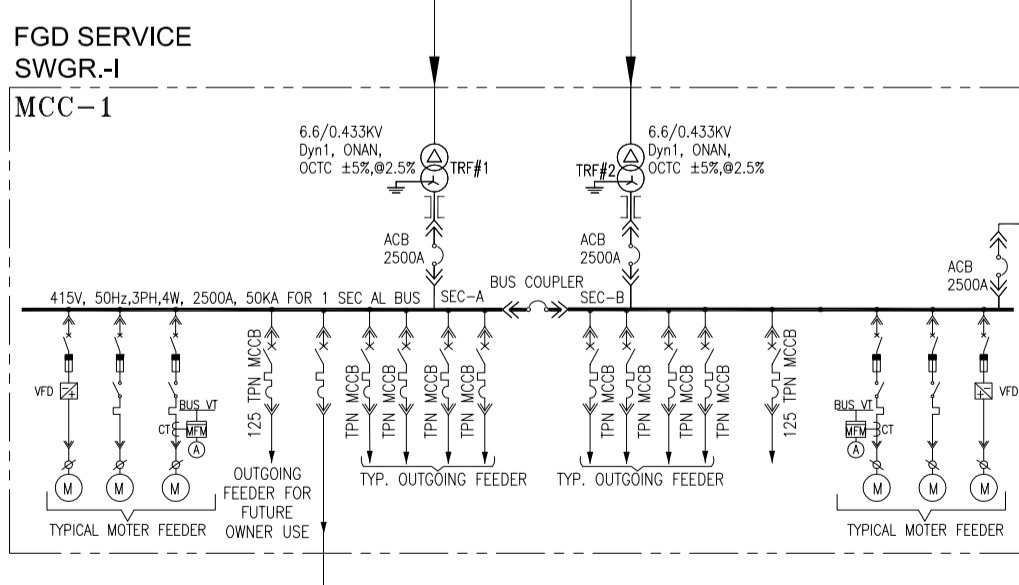 FGD SERVICE
SWGR.-I
MCC-1
6.6/0.433KV
Dyn1, ONAN,
OCTC ±5%,@2.5%
TRF#1
6.6/0.433KV
Dyn1, ONAN,
OCTC ±5%,@2.5%
TRF#2
ACB
2500A
ACB
2500A
ACB
2500A
BUS COUPLER
415V, 50Hz,3PH,4W, 2500A, 50KA FOR 1 SEC AL BUS
SEC-A
SEC-B
VFD
BUS VT
CT
MFM
A
M
M
M
TYPICAL MOTER FEEDER
125 TPN MCCB
OUTGOING
FEEDER FOR
FUTURE
OWNER USE
TPN MCCB
TPN MCCB
TPN MCCB
TPN MCCB
TYP. OUTGOING FEEDER
TPN MCCB
TPN MCCB
TPN MCCB
TPN MCCB
TYP. OUTGOING FEEDER
125 TPN MCCB
BUS VT
MFM
CT
A
VFD
M
M
M
TYPICAL MOTER FEEDER